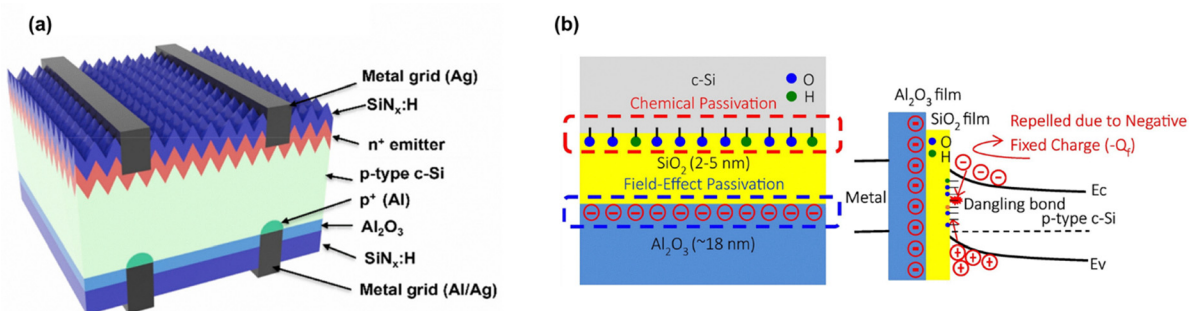 (a)
Metal grid (Ag)
SiNₓ:H
n⁺ emitter
p-type c-Si
p⁺ (Al)
Al₂O₃
SiNₓ:H
Metal grid (Al/Ag)
(b)
c-Si
O
H
Chemical Passivation
SiO₂ (2-5 nm)
Field-Effect Passivation
Al₂O₃ (~18 nm)
Al₂O₃ film
SiO₂ film
O
H
Repelled due to Negative
Fixed Charge (-Q_f)
Metal
Ec
Dangling bond
p-type c-Si
Ev